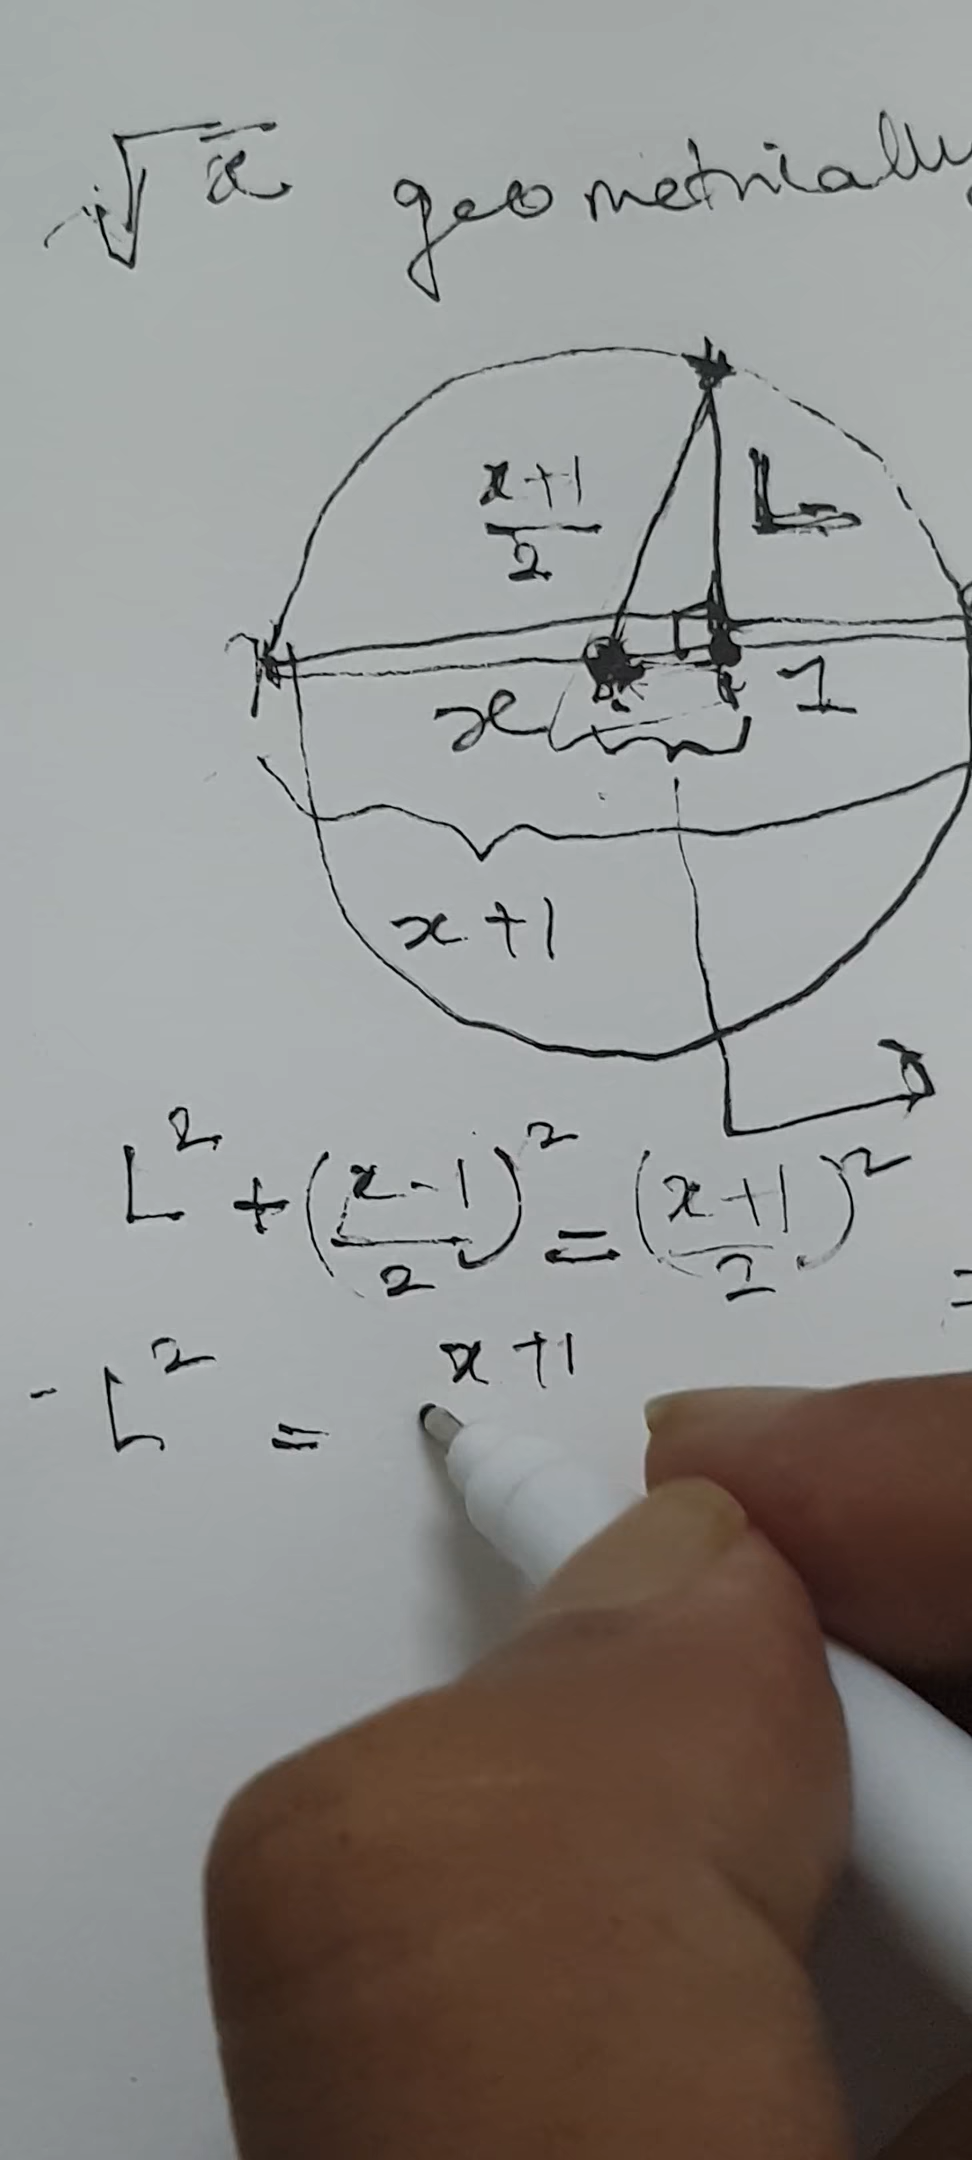 √x geometrically
x+1/2 L
x 1
x+1
L² + (x-1/2)² = (x+1/2)²
L² = x+1